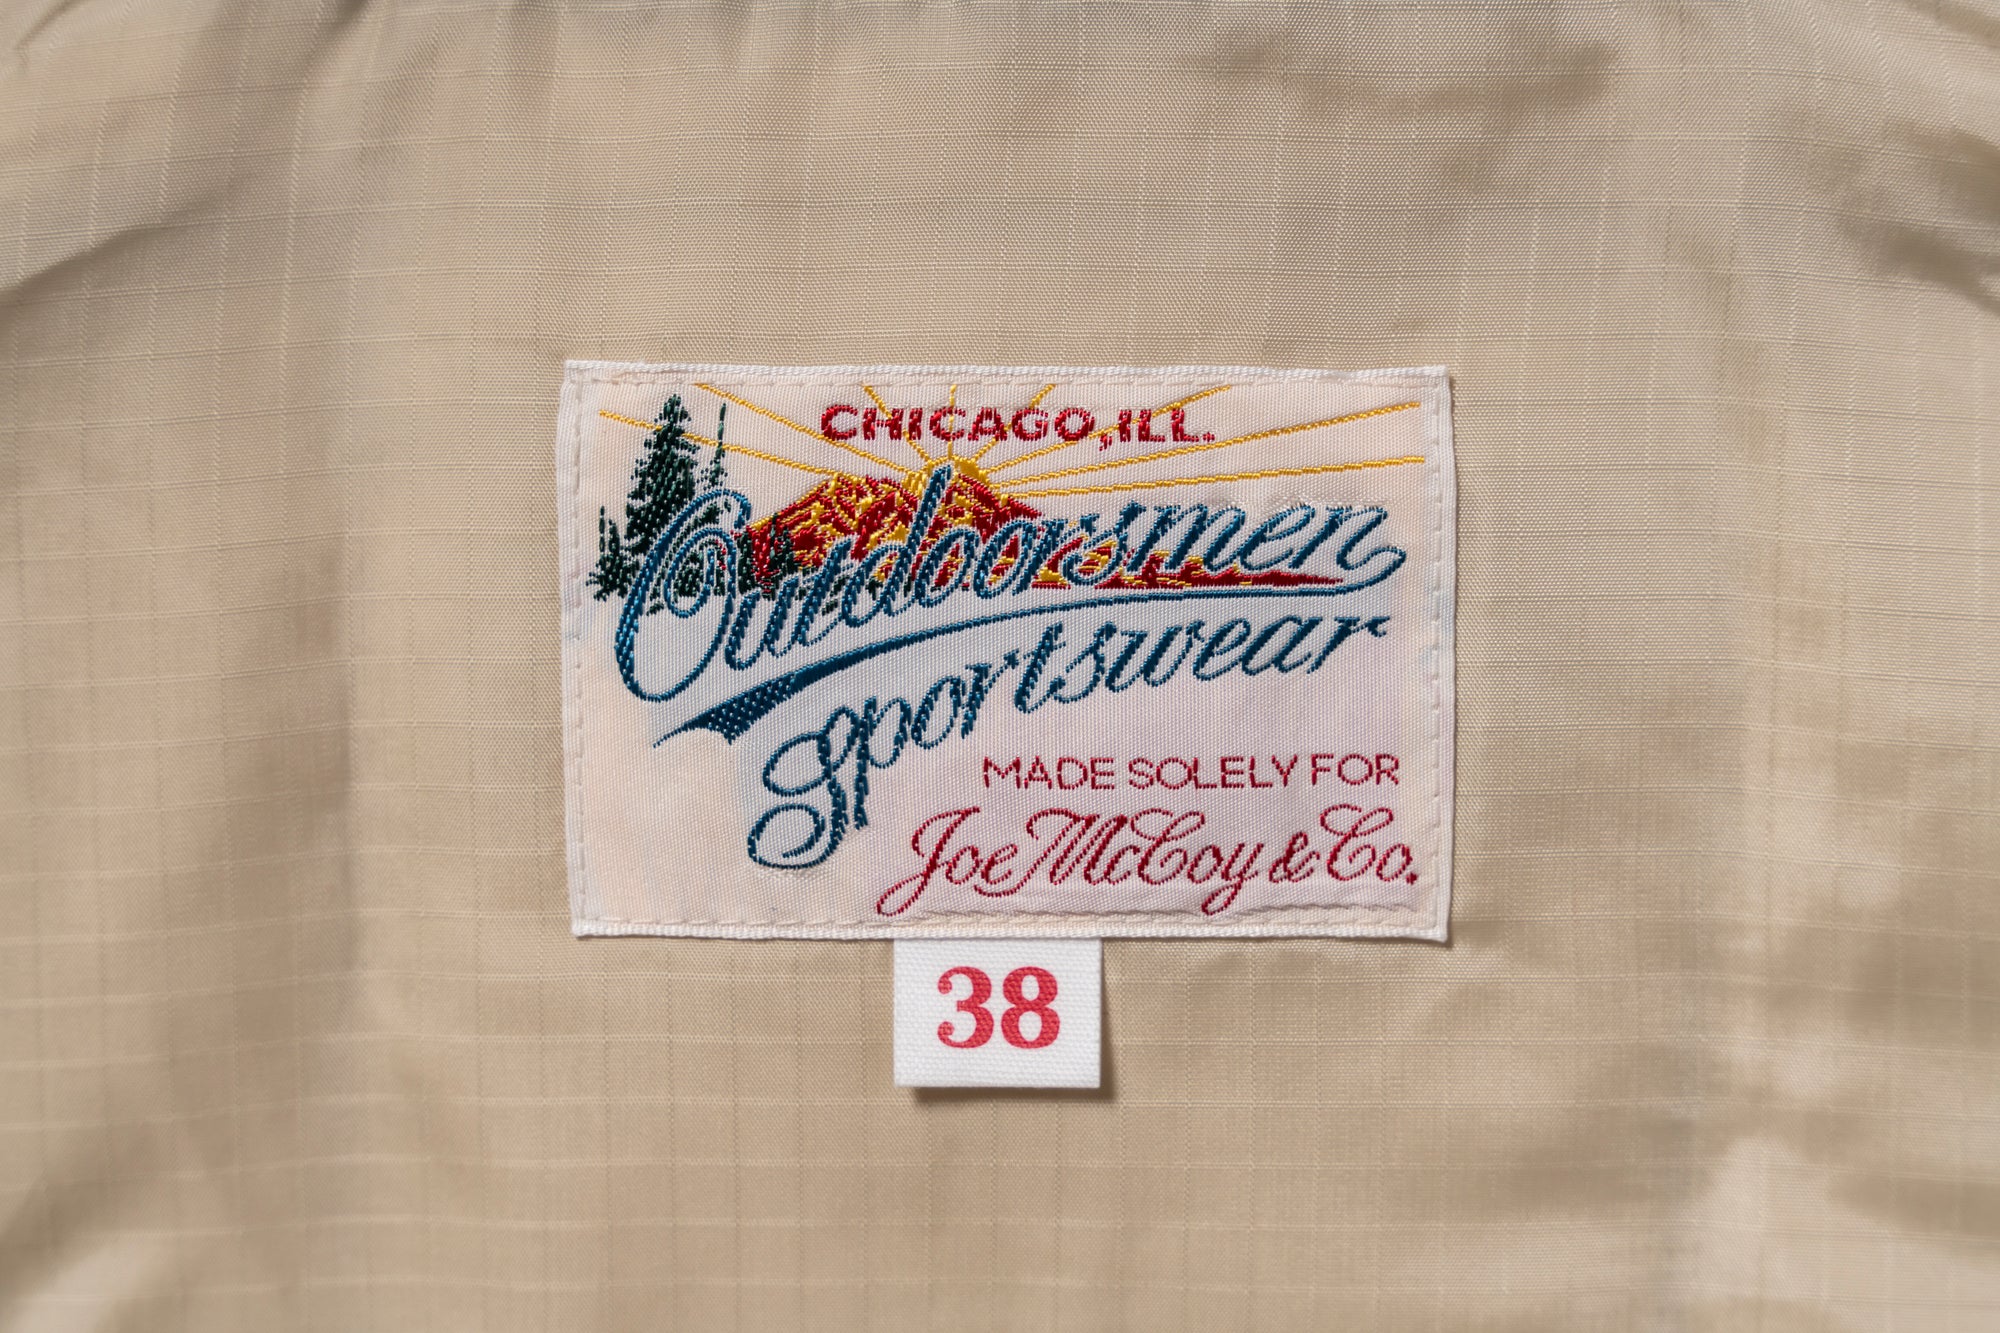 CHICAGO, ILL.
Outdoorsmen
Sportswear
MADE SOLELY FOR
Joe McCoy & Co.
38